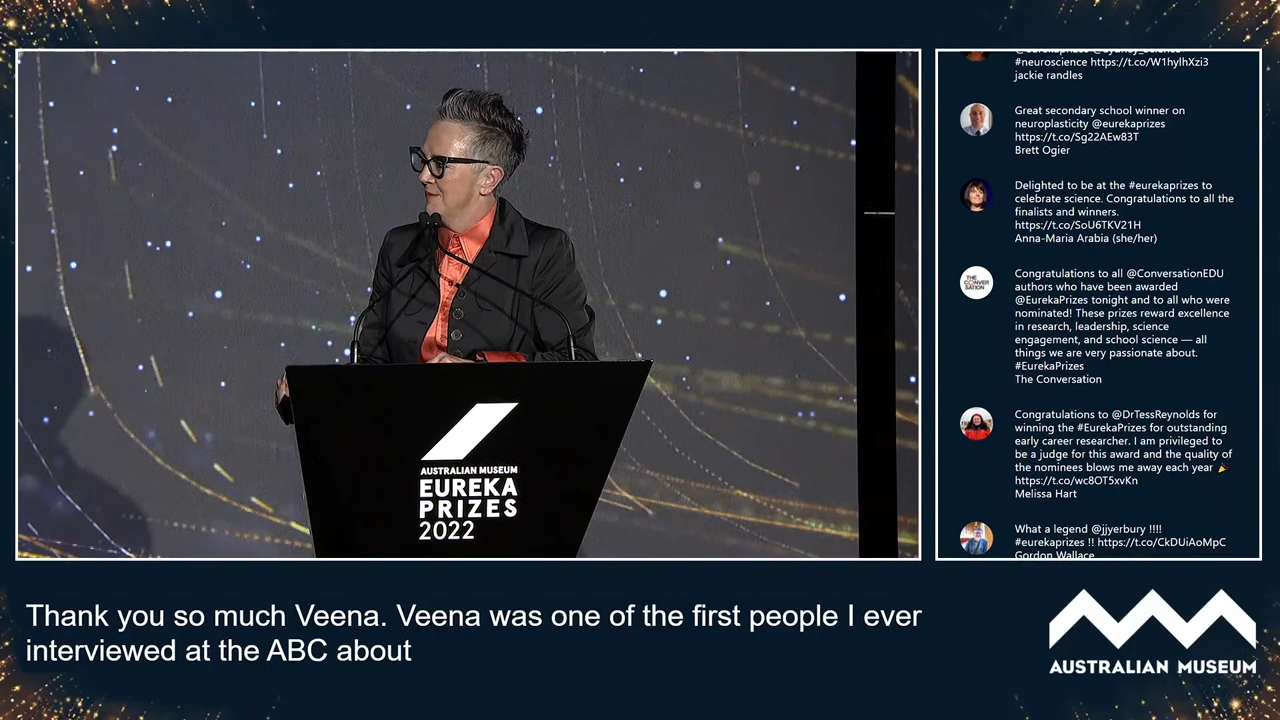 AUSTRALIAN MUSEUM
EUREKA
PRIZES
2022
#neuroscience https://t.co/W1hylhXzi3
jackie randles
Great secondary school winner on
neuroplasticity @eurekaprizes
https://t.co/Sg22AEw83T
Brett Ogier
Delighted to be at the #eurekaprizes to
celebrate science. Congratulations to all the
finalists and winners.
https://t.co/SoU6TKV21H
Anna-Maria Arabia (she/her)
THE
CONVER
SATION
Congratulations to all @ConversationEDU
authors who have been awarded
@EurekaPrizes tonight and to all who were
nominated! These prizes reward excellence
in research, leadership, science
engagement, and school science — all
things we are very passionate about.
#EurekaPrizes
The Conversation
Congratulations to @DrTessReynolds for
winning the #EurekaPrizes for outstanding
early career researcher. I am privileged to
be a judge for this award and the quality of
the nominees blows me away each year 🎉
https://t.co/wc8OT5xvKn
Melissa Hart
What a legend @jjyerbury !!!!
#eurekaprizes !! https://t.co/CkDUiAoMpC
Gordon Wallace
Thank you so much Veena. Veena was one of the first people I ever
interviewed at the ABC about
AUSTRALIAN MUSEUM